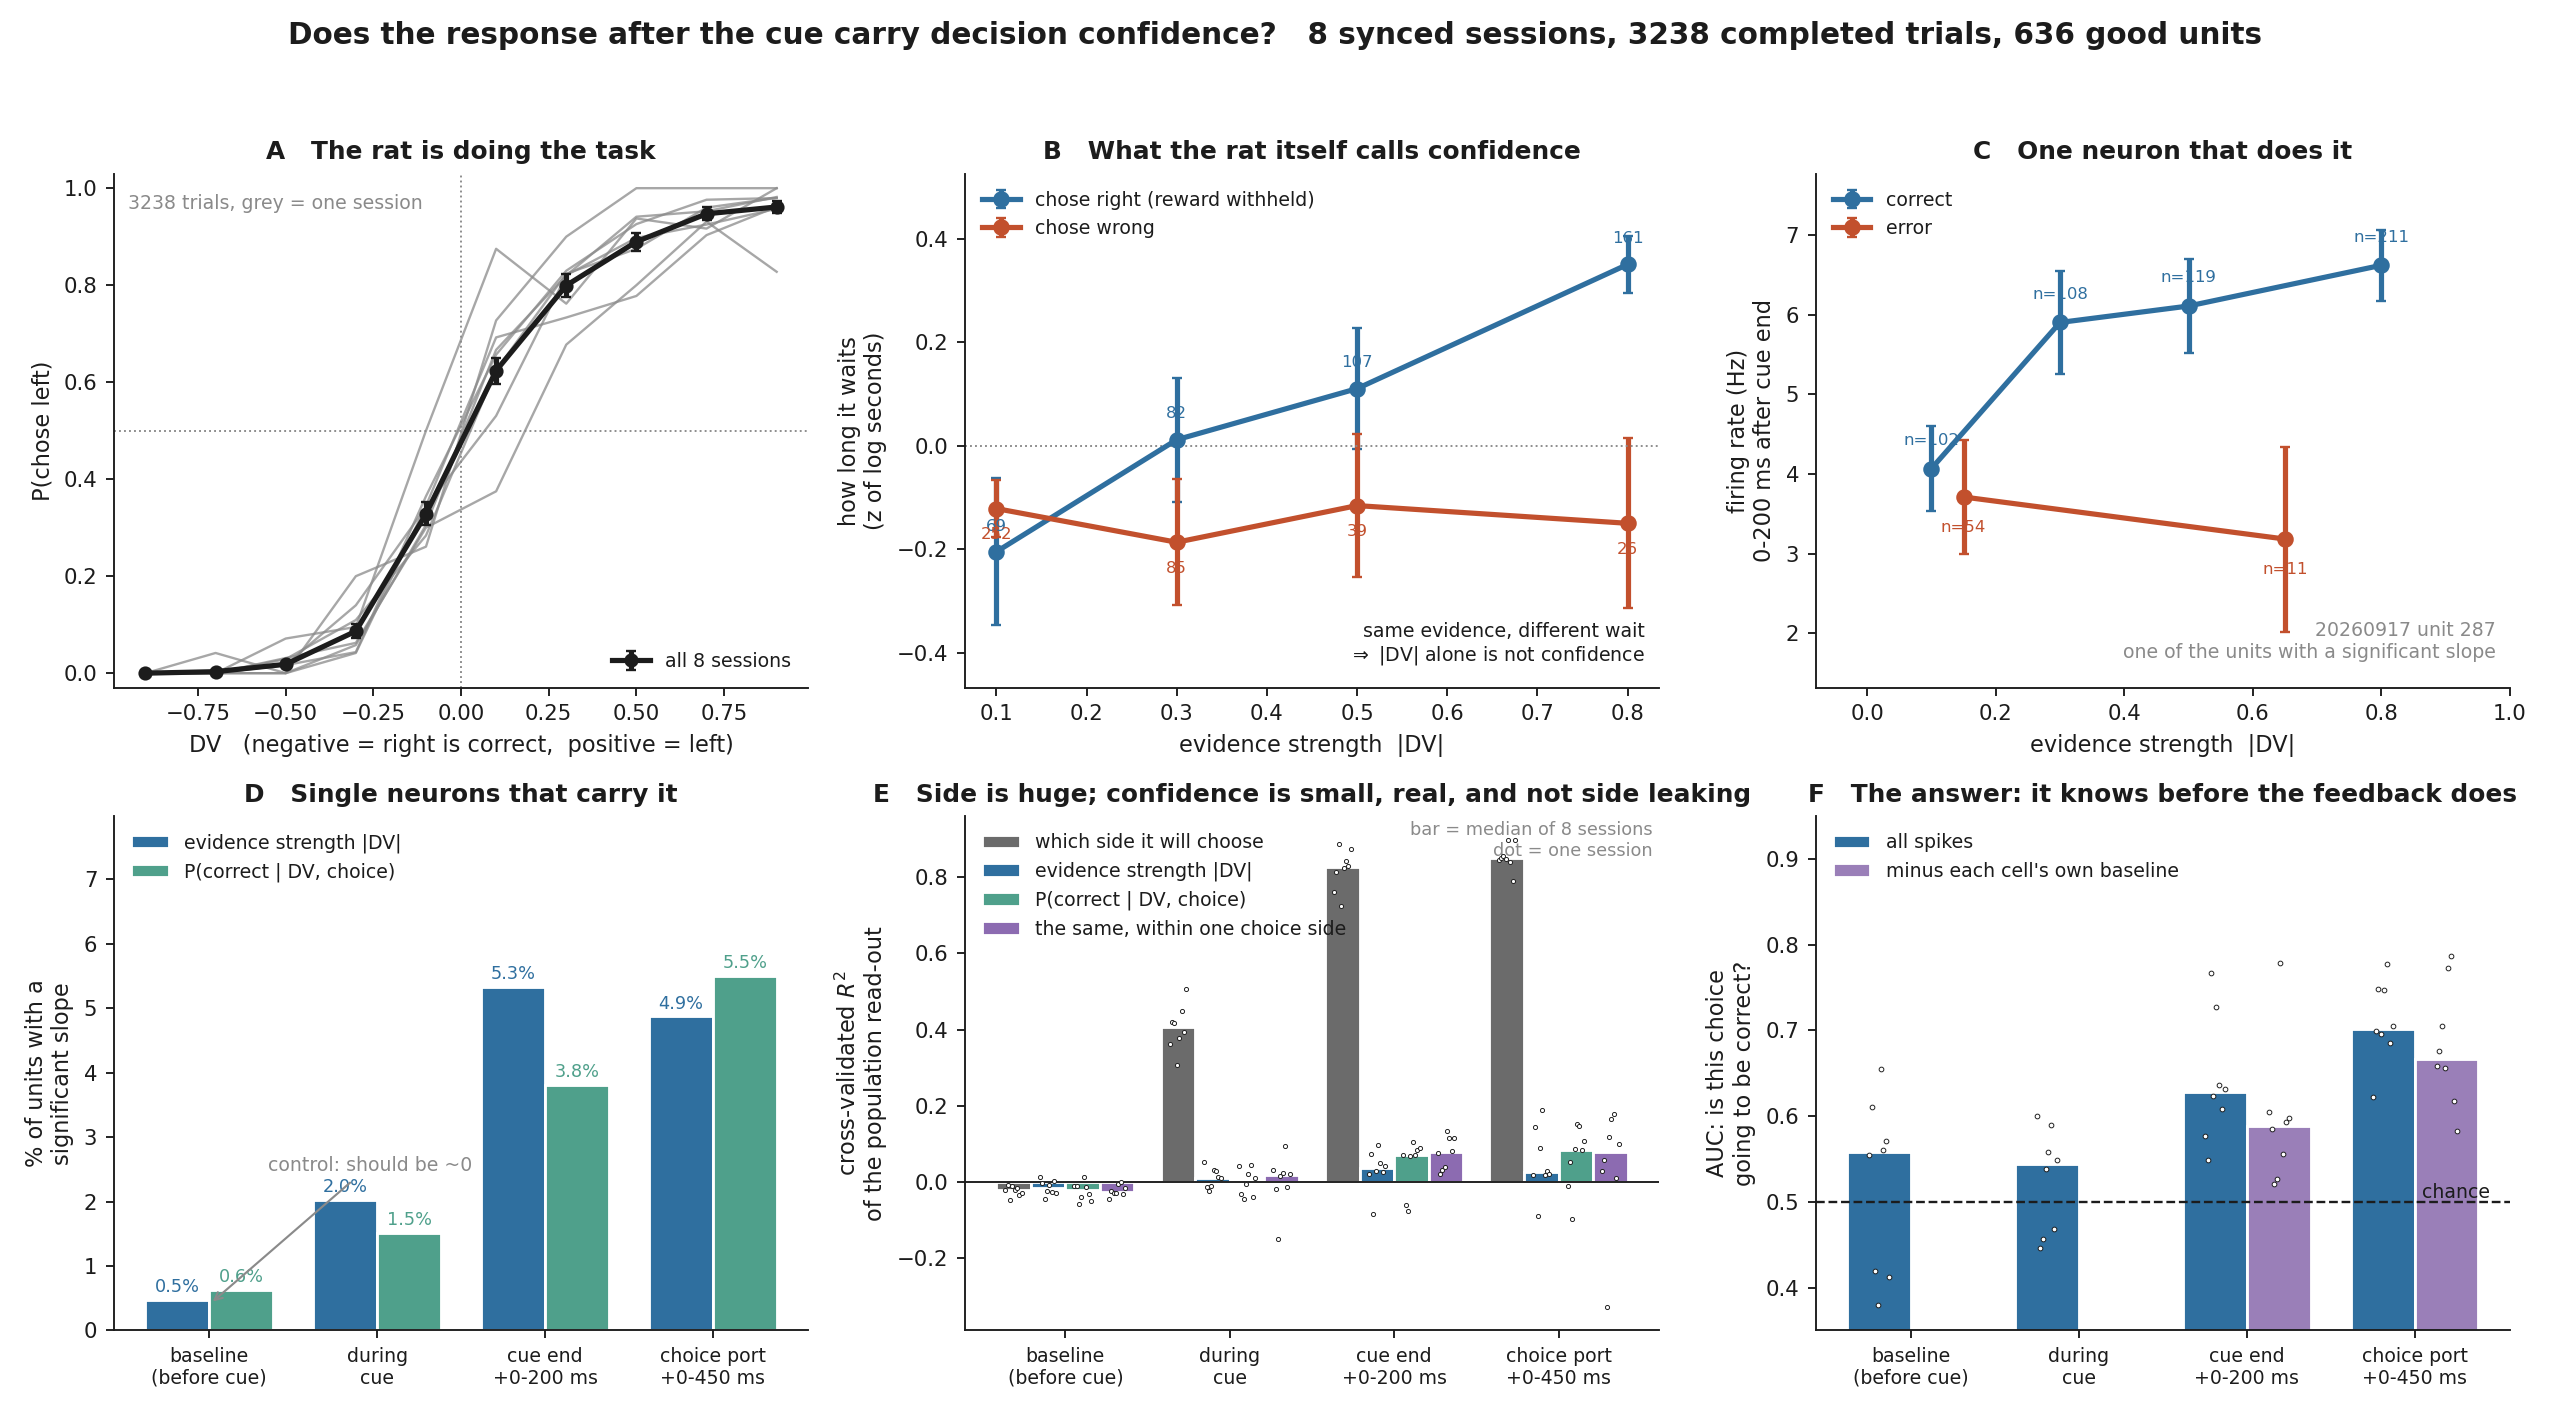 Does the response after the cue carry decision confidence?   8 synced sessions, 3238 completed trials, 636 good units
A   The rat is doing the task
3238 trials, grey = one session
all 8 sessions
P(chose left)
1.0
0.8
0.6
0.4
0.2
0.0
−0.75
−0.50
−0.25
0.00
0.25
0.50
0.75
DV   (negative = right is correct,  positive = left)
B   What the rat itself calls confidence
chose right (reward withheld)
chose wrong
how long it waits
(z of log seconds)
0.4
0.2
0.0
−0.2
−0.4
161
107
82
69
85
39
26
same evidence, different wait
⇒ |DV| alone is not confidence
0.1
0.2
0.3
0.4
0.5
0.6
0.7
0.8
evidence strength  |DV|
C   One neuron that does it
correct
error
firing rate (Hz)
0-200 ms after cue end
7
6
5
4
3
2
n=211
n=119
n=108
n=102
n=54
n=11
20260917 unit 287
one of the units with a significant slope
0.0
0.2
0.4
0.6
0.8
1.0
evidence strength  |DV|
D   Single neurons that carry it
evidence strength |DV|
P(correct | DV, choice)
% of units with a
significant slope
7
6
5
4
3
2
1
0
control: should be ~0
0.5%
0.6%
2.0%
1.5%
5.3%
3.8%
4.9%
5.5%
baseline
(before cue)
during
cue
cue end
+0-200 ms
choice port
+0-450 ms
E   Side is huge; confidence is small, real, and not side leaking
which side it will choose
evidence strength |DV|
P(correct | DV, choice)
the same, within one choice side
bar = median of 8 sessions
dot = one session
cross-validated R²
of the population read-out
0.8
0.6
0.4
0.2
0.0
−0.2
baseline
(before cue)
during
cue
cue end
+0-200 ms
choice port
+0-450 ms
F   The answer: it knows before the feedback does
all spikes
minus each cell's own baseline
AUC: is this choice
going to be correct?
0.9
0.8
0.7
0.6
0.5
0.4
chance
baseline
(before cue)
during
cue
cue end
+0-200 ms
choice port
+0-450 ms